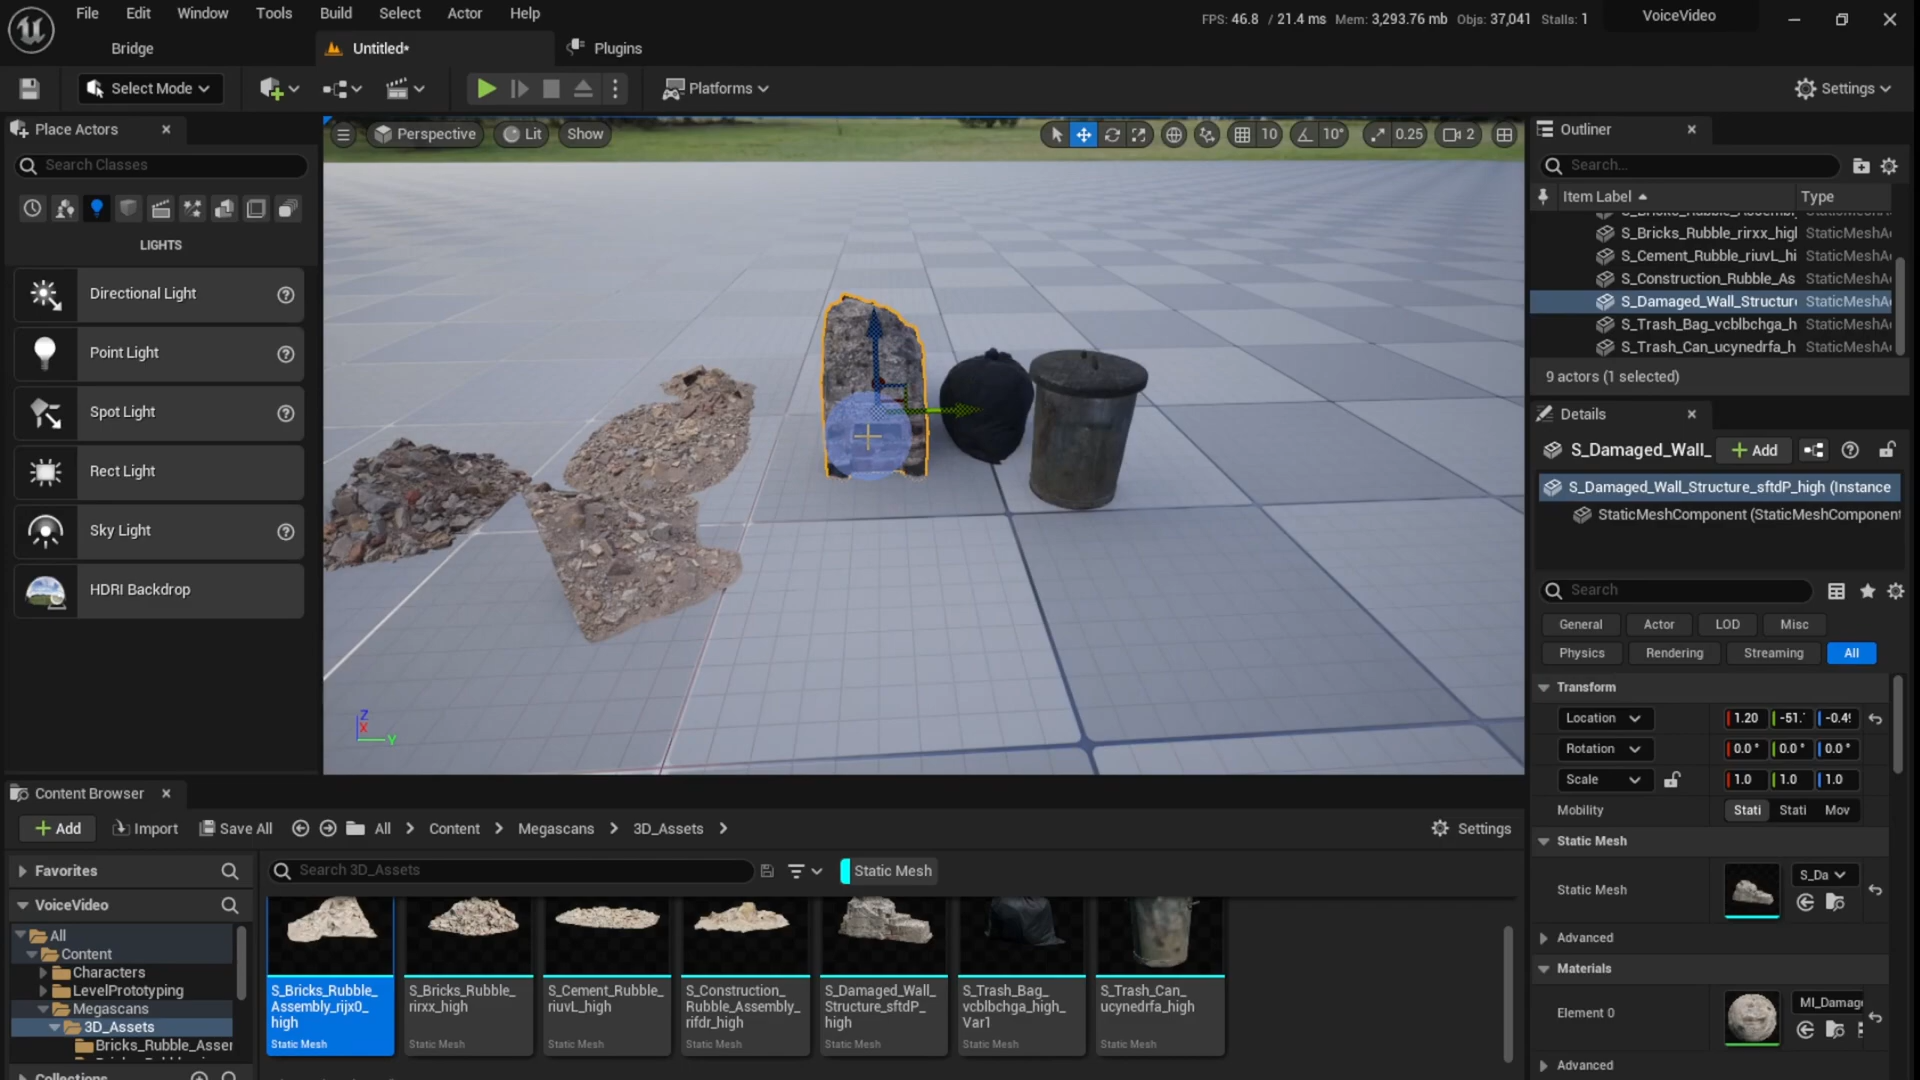 File Edit Window Tools Build Select Actor Help
FPS: 46.8 / 21.4 ms Mem: 3,293.76 mb Objs: 37,041 Stalls: 1
VoiceVideo
Bridge
Untitled*
Plugins
Select Mode
Platforms
Settings
Place Actors
Search Classes
LIGHTS
Directional Light
Point Light
Spot Light
Rect Light
Sky Light
HDRI Backdrop
Perspective
Lit
Show
10
10°
0.25
2
Z
X
Y
Outliner
Search...
Item Label Type
S_Bricks_Rubble_rirxx_higl StaticMeshA
S_Cement_Rubble_riuvL_hi StaticMeshA
S_Construction_Rubble_As StaticMeshA
S_Damaged_Wall_Structure StaticMeshA
S_Trash_Bag_vcblbchga_h StaticMeshA
S_Trash_Can_ucynedrfa_h StaticMeshA
9 actors (1 selected)
Details
S_Damaged_Wall_
Add
S_Damaged_Wall_Structure_sftdP_high (Instance
StaticMeshComponent (StaticMeshComponent
Search
General Actor LOD Misc
Physics Rendering Streaming All
Transform
Location 1.20 -51. -0.4
Rotation 0.0° 0.0° 0.0°
Scale 1.0 1.0 1.0
Mobility Stati Stati Mov
Static Mesh
Static Mesh S_Da
Advanced
Materials
Element 0 MI_Damag
Advanced
Content Browser
Add Import Save All All Content Megascans 3D_Assets
Settings
Favorites
VoiceVideo
All
Content
Characters
LevelPrototyping
Megascans
3D_Assets
Bricks_Rubble_Asser
Collections
Search 3D_Assets
Static Mesh
S_Bricks_Rubble_
Assembly_rijx0_
high
Static Mesh
S_Bricks_Rubble_
rirxx_high
Static Mesh
S_Cement_Rubble_
riuvL_high
Static Mesh
S_Construction_
Rubble_Assembly_
rifdr_high
Static Mesh
S_Damaged_Wall_
Structure_sftdP_
high
Static Mesh
S_Trash_Bag_
vcblbchga_high_
Var1
Static Mesh
S_Trash_Can_
ucynedrfa_high
Static Mesh